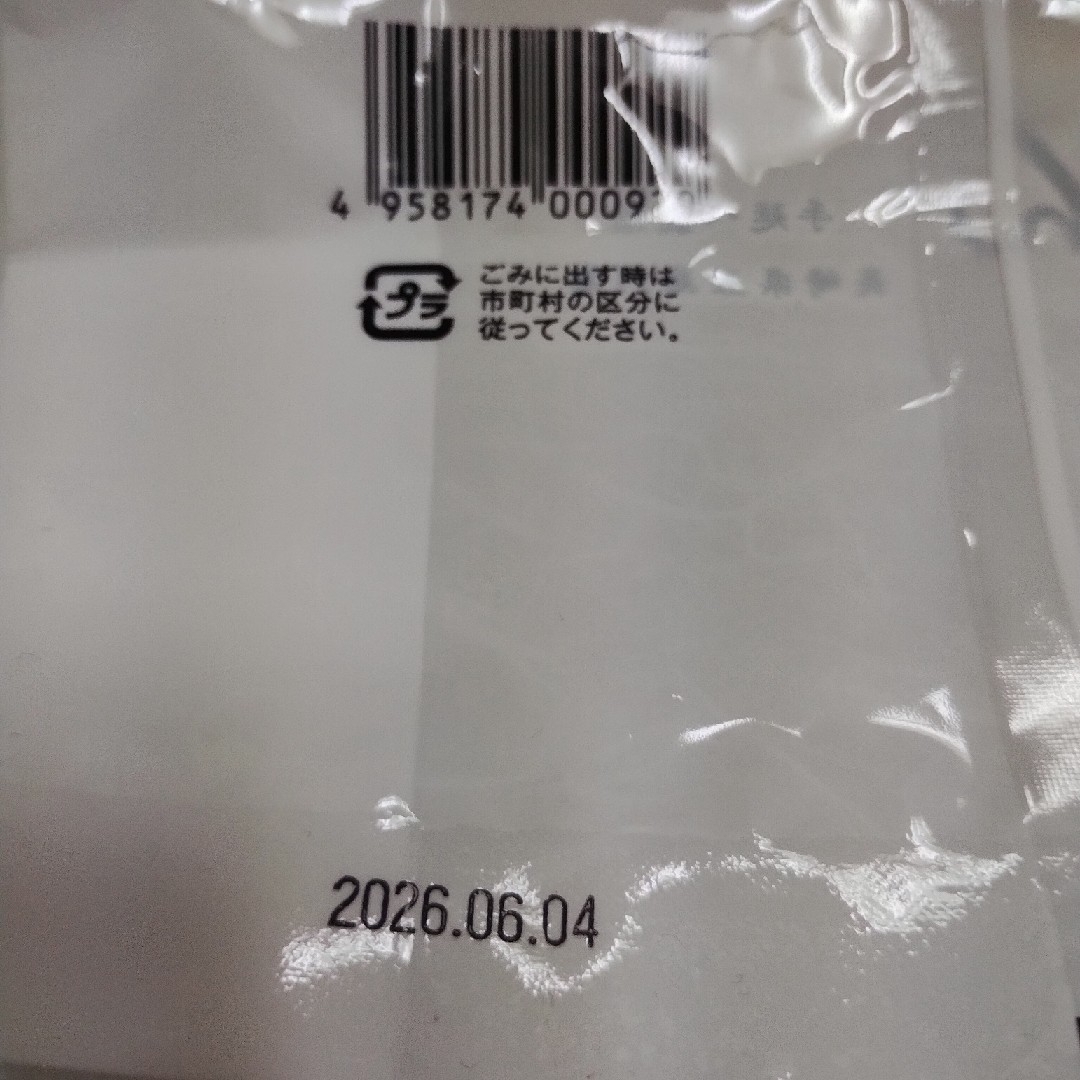 4 958174 000930
プラ
ごみに出す時は
市町村の区分に
従ってください。
2026.06.04